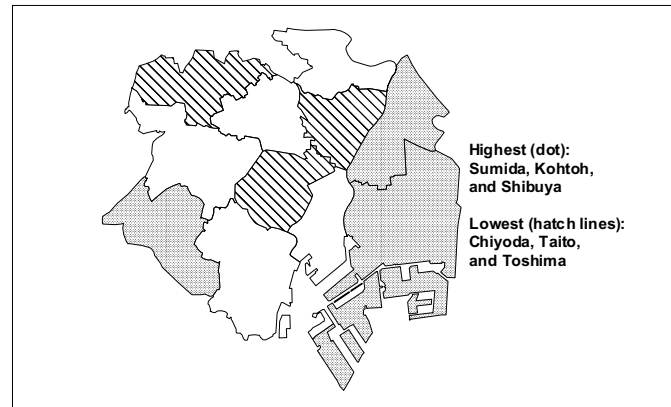 Highest (dot):
Sumida, Kohtoh,
and Shibuya
Lowest (hatch lines):
Chiyoda, Taito,
and Toshima